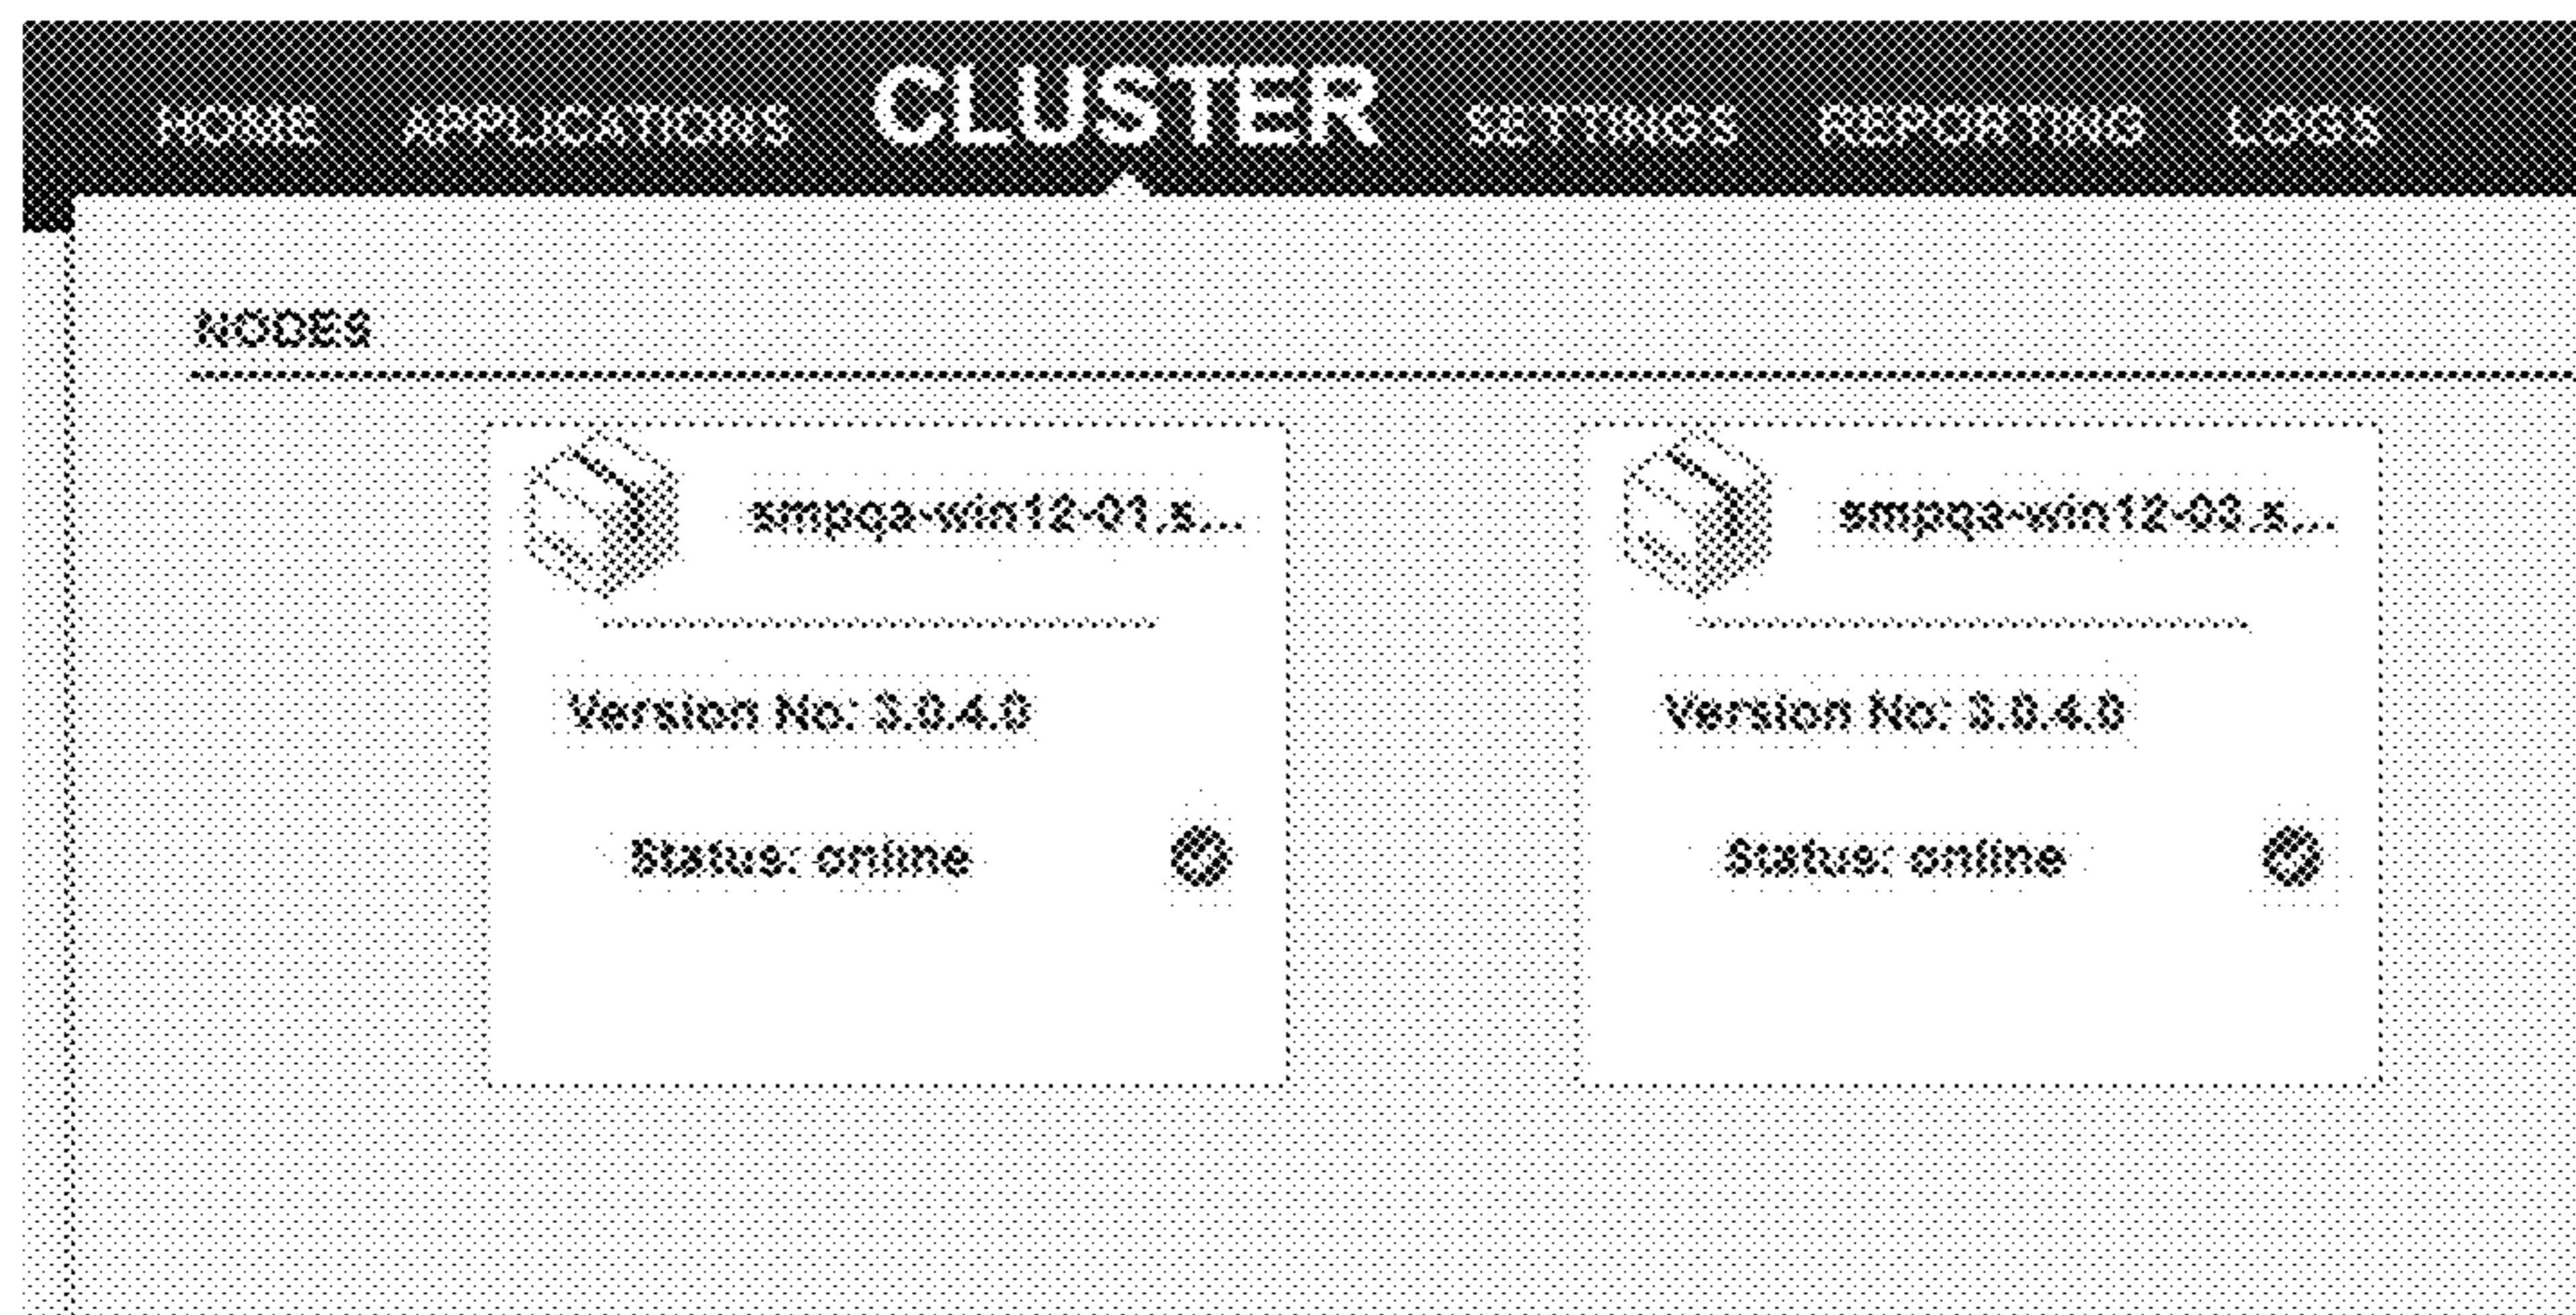 HOME APPLICATIONS CLUSTER SETTINGS REPORTING LOGS
NODES
smpqa-win12-01.s... smpqa-win12-03.s...
Version No: 3.0.4.0 Version No: 3.0.4.0
Status: online Status: online